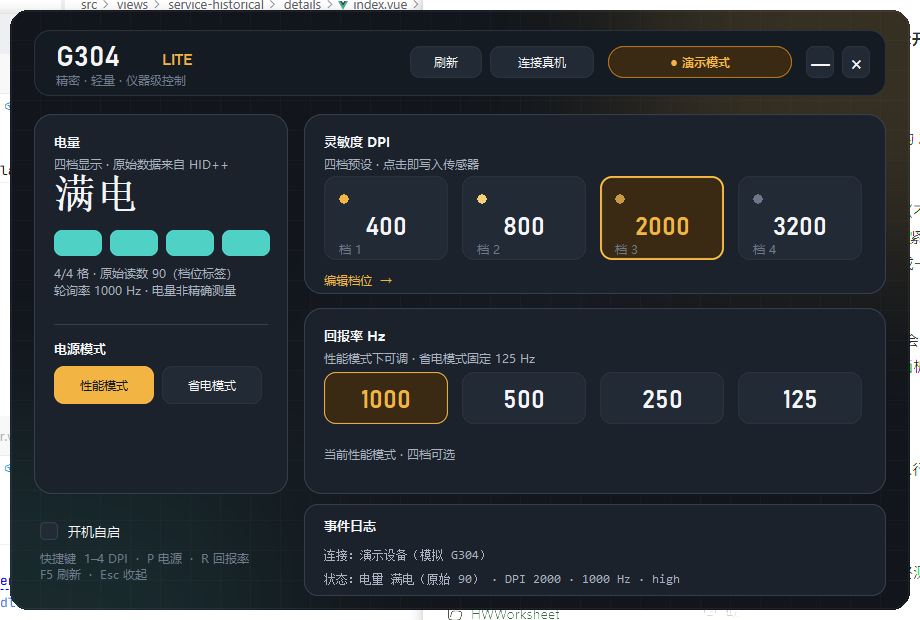 src > views > service-historical > details > index.vue >
G304 LITE
精密 · 轻量 · 仪器级控制
刷新
连接真机
● 演示模式
— ×
电量
四档显示 · 原始数据来自 HID++
满电
4/4 格 · 原始读数 90（档位标签）
轮询率 1000 Hz · 电量非精确测量
电源模式
性能模式
省电模式
开机自启
快捷键 1–4 DPI · P 电源 · R 回报率
F5 刷新 · Esc 收起
灵敏度 DPI
四档预设 · 点击即写入传感器
400
档 1
800
档 2
2000
档 3
3200
档 4
编辑档位 →
回报率 Hz
性能模式下可调 · 省电模式固定 125 Hz
1000
500
250
125
当前性能模式 · 四档可选
事件日志
连接: 演示设备（模拟 G304）
状态: 电量 满电（原始 90） · DPI 2000 · 1000 Hz · high
HWWorksheet